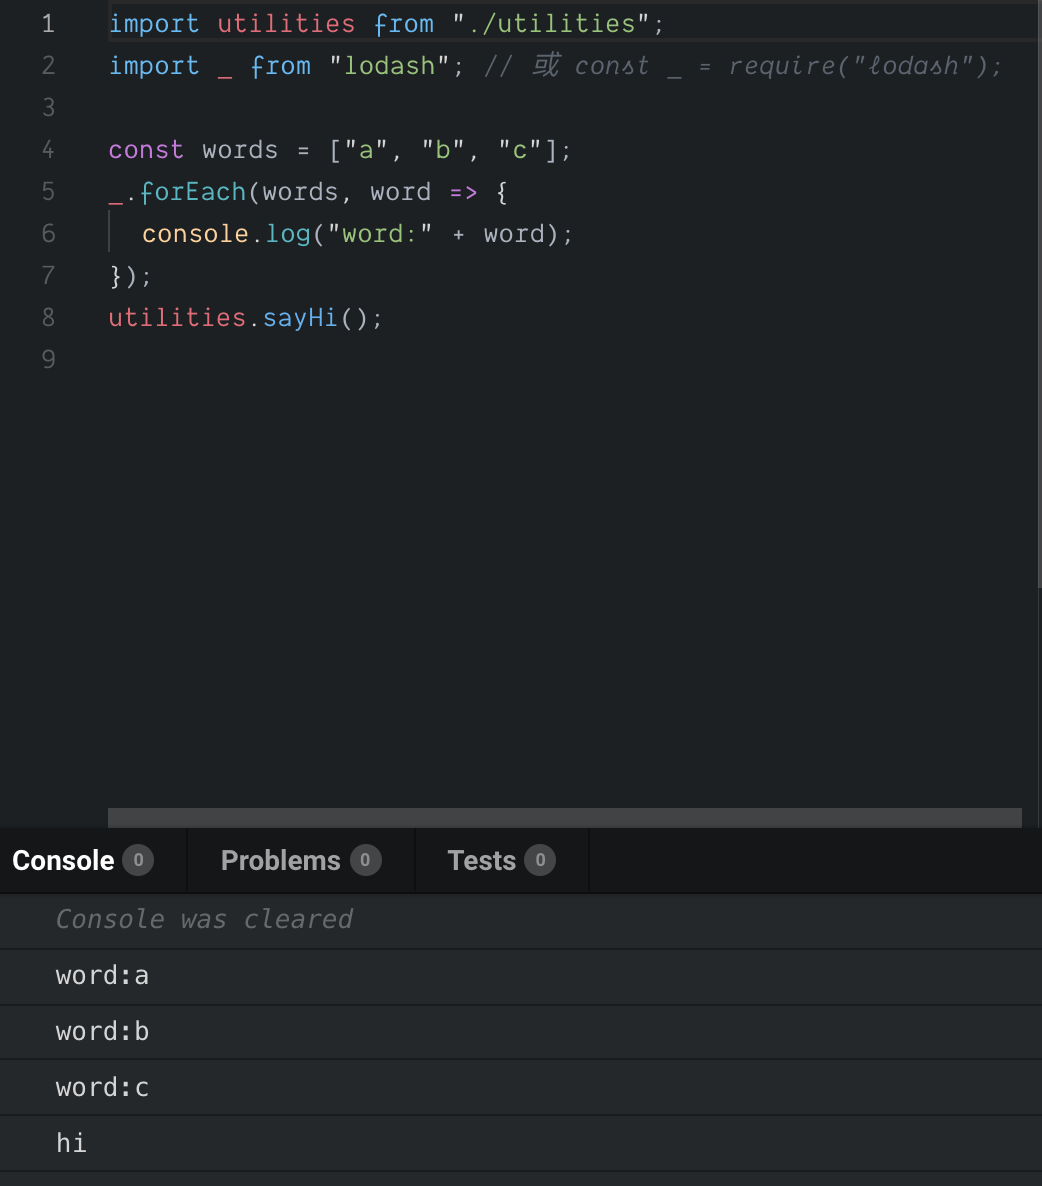 1 import utilities from "./utilities";
2 import _ from "lodash"; // 或 const _ = require("lodash");
3
4 const words = ["a", "b", "c"];
5 _.forEach(words, word => {
6 console.log("word:" + word);
7 });
8 utilities.sayHi();
9
Console 0 Problems 0 Tests 0
Console was cleared
word:a
word:b
word:c
hi